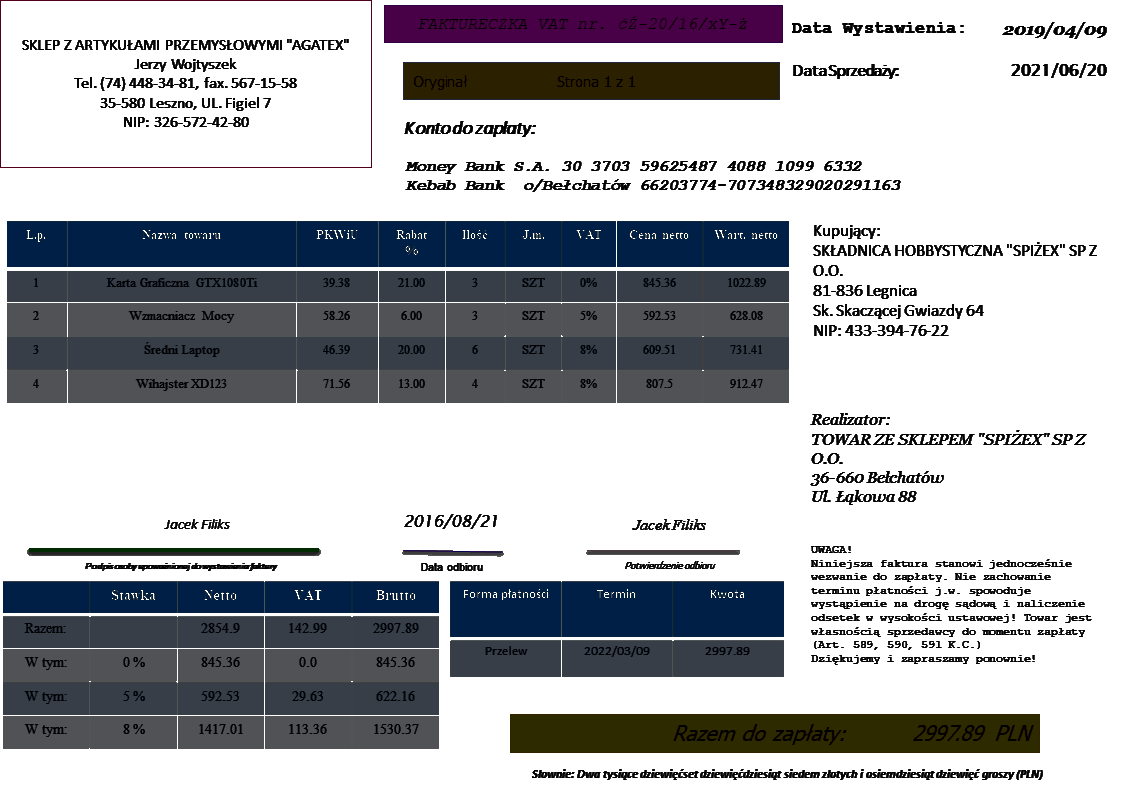 SKLEP Z ARTYKUŁAMI PRZEMYSŁOWYMI "AGATEX"
Jerzy Wojtyszek
Tel. (74) 448-34-81, fax. 567-15-58
35-580 Leszno, UL. Figiel 7
NIP: 326-572-42-80
FAKTURECZKA VAT nr. ćŹ-20/16/xY-ż
Oryginał Strona 1 z 1
Data Wystawienia: 2019/04/09
Data Sprzedaży: 2021/06/20
Konto do zapłaty:
Money Bank S.A. 30 3703 59625487 4088 1099 6332
Kebab Bank o/Bełchatów 66203774-707348329020291163
L.p. Nazwa towaru PKWiU Rabat % Ilość J.m. VAT Cena netto Wart. netto
1 Karta Graficzna GTX1080Ti 39.38 21.00 3 SZT 0% 845.36 1022.89
2 Wzmacniacz Mocy 58.26 6.00 3 SZT 5% 592.53 628.08
3 Średni Laptop 46.39 20.00 6 SZT 8% 609.51 731.41
4 Wihajster XD123 71.56 13.00 4 SZT 8% 807.5 912.47
Kupujący:
SKŁADNICA HOBBYSTYCZNA "SPIŻEX" SP Z
O.O.
81-836 Legnica
Sk. Skaczącej Gwiazdy 64
NIP: 433-394-76-22
Realizator:
TOWAR ZE SKLEPEM "SPIŻEX" SP Z
O.O.
36-660 Bełchatów
Ul. Łąkowa 88
Jacek Filiks
Podpis osoby upoważnionej do wystawienia faktury
2016/08/21
Data odbioru
Jacek Filiks
Potwierdzenie odbioru
UWAGA!
Niniejsza faktura stanowi jednocześnie
wezwanie do zapłaty. Nie zachowanie
terminu płatności j.w. spowoduje
wystąpienie na drogę sądową i naliczenie
odsetek w wysokości ustawowej! Towar jest
własnością sprzedawcy do momentu zapłaty
(Art. 589, 590, 591 K.C.)
Dziękujemy i zapraszamy ponownie!
Stawka Netto VAT Brutto
Razem: 2854.9 142.99 2997.89
W tym: 0 % 845.36 0.0 845.36
W tym: 5 % 592.53 29.63 622.16
W tym: 8 % 1417.01 113.36 1530.37
Forma płatności Termin Kwota
Przelew 2022/03/09 2997.89
Razem do zapłaty: 2997.89 PLN
Słownie: Dwa tysiące dziewięćset dziewięćdziesiąt siedem złotych i osiemdziesiąt dziewięć groszy (PLN)